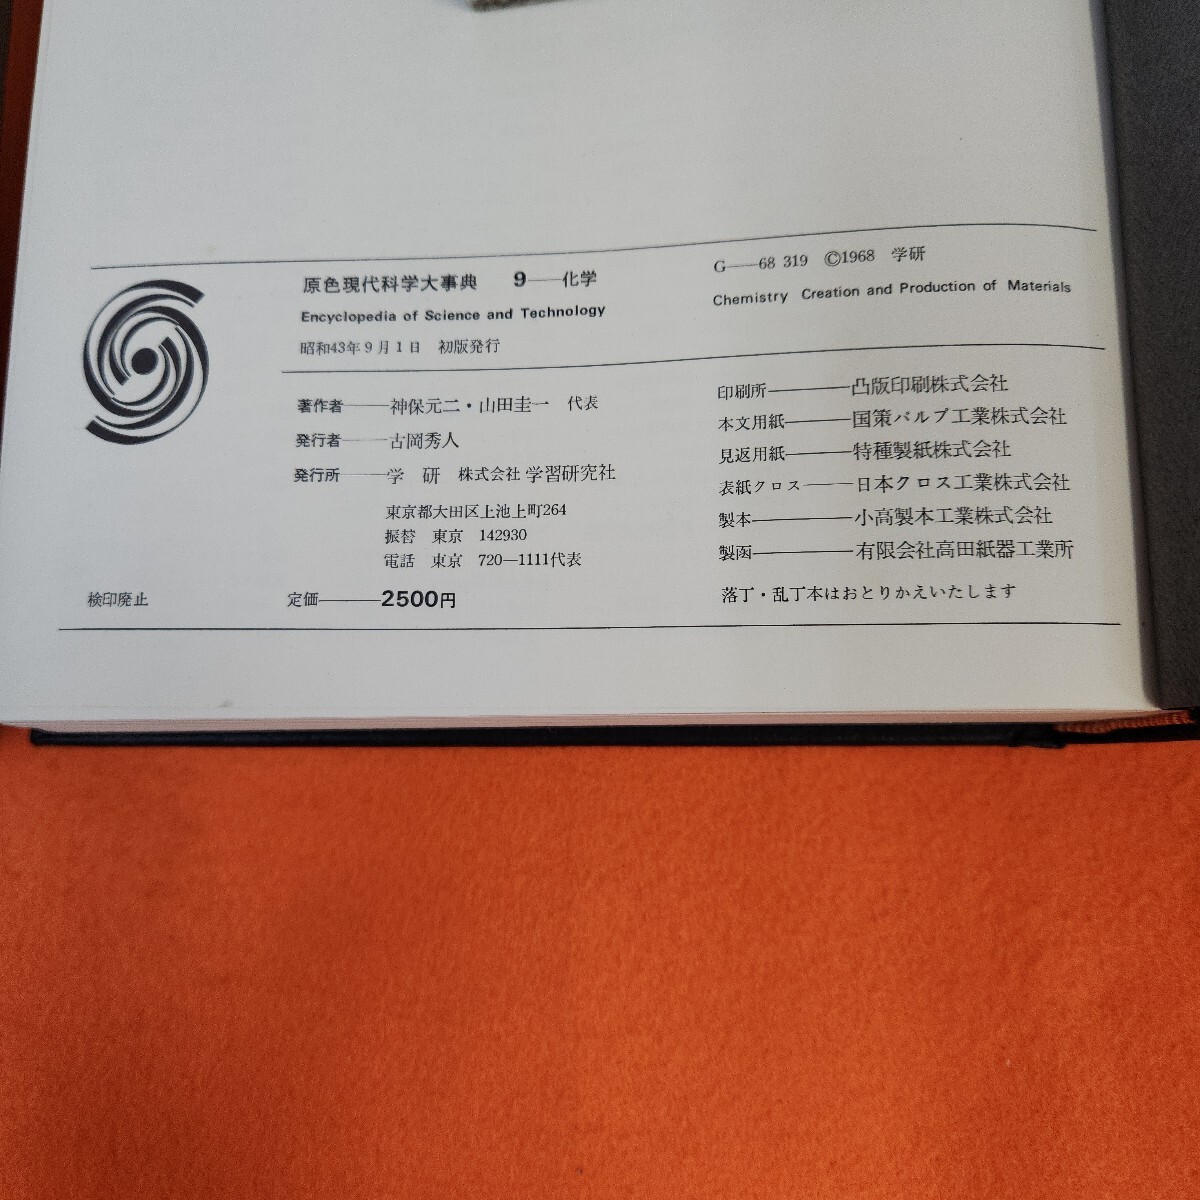 原色現代科学大事典 9——化学
Encyclopedia of Science and Technology
昭和43年9月1日 初版発行
G——68 319 ©1968 学研
Chemistry Creation and Production of Materials
著作者——神保元二・山田圭一 代表
発行者——古岡秀人
発行所——学 研 株式会社 学習研究社
東京都大田区上池上町264
振替 東京 142930
電話 東京 720—1111代表
検印廃止
定価——2500円
印刷所——凸版印刷株式会社
本文用紙——国策パルプ工業株式会社
見返用紙——特種製紙株式会社
表紙クロス——日本クロス工業株式会社
製本——小高製本工業株式会社
製函——有限会社高田紙器工業所
落丁・乱丁本はおとりかえいたします